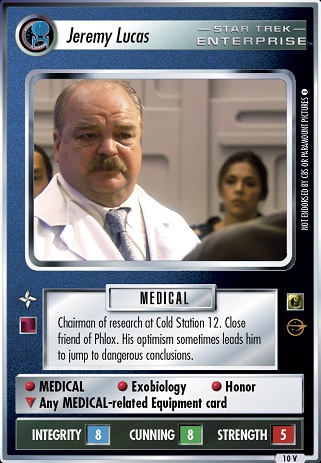 Jeremy Lucas
STAR TREK
ENTERPRISE™
NOT ENDORSED BY CBS OR PARAMOUNT PICTURES
MEDICAL
Chairman of research at Cold Station 12. Close
friend of Phlox. His optimism sometimes leads him
to jump to dangerous conclusions.
MEDICAL Exobiology Honor
Any MEDICAL-related Equipment card
INTEGRITY 8 CUNNING 8 STRENGTH 5
10 V